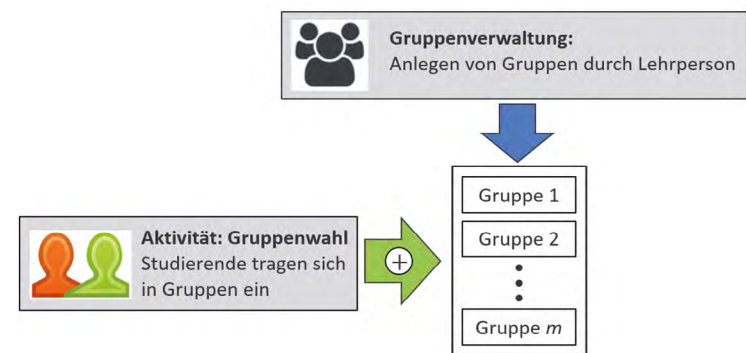 Gruppenverwaltung:
Anlegen von Gruppen durch Lehrperson
Gruppe 1
Gruppe 2
Gruppe m
Aktivität: Gruppenwahl
Studierende tragen sich
in Gruppen ein
+